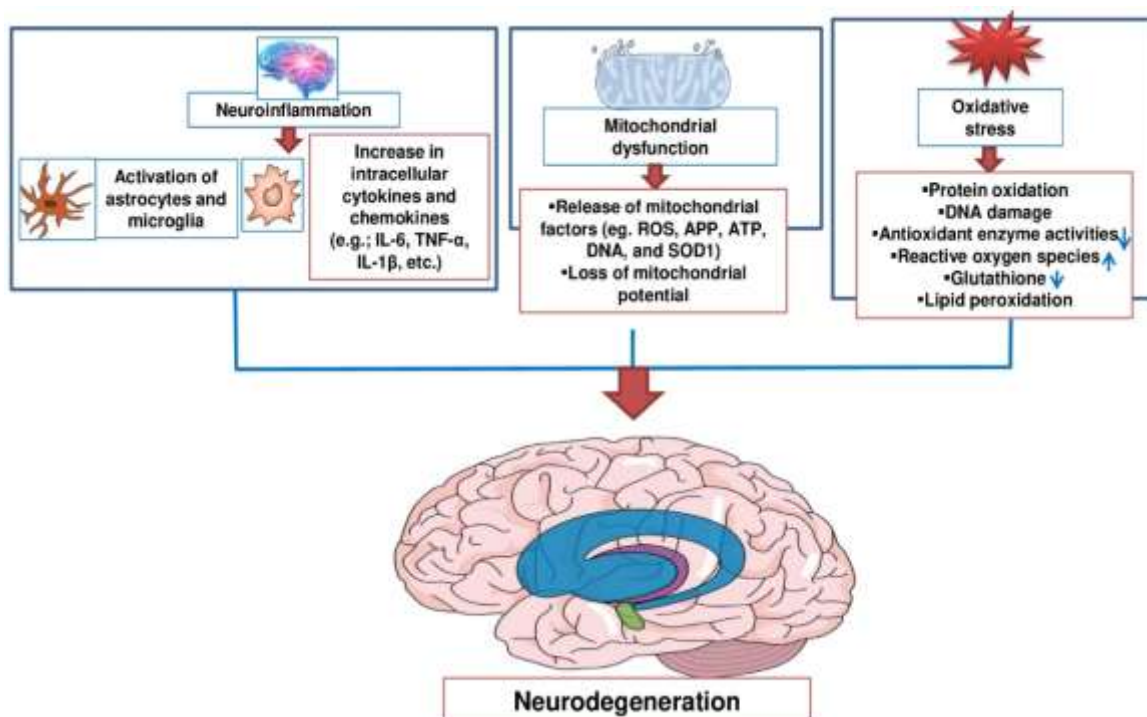 Neuroinflammation
Activation of
astrocytes and
microglia
Increase in
intracellular
cytokines and
chemokines
(e.g.; IL-6, TNF-α,
IL-1β, etc.)
Mitochondrial
dysfunction
▪Release of mitochondrial
factors (eg. ROS, APP, ATP,
DNA, and SOD1)
▪Loss of mitochondrial
potential
Oxidative
stress
▪Protein oxidation
▪DNA damage
▪Antioxidant enzyme activities↓
▪Reactive oxygen species ↑
▪Glutathione ↓
▪Lipid peroxidation
Neurodegeneration